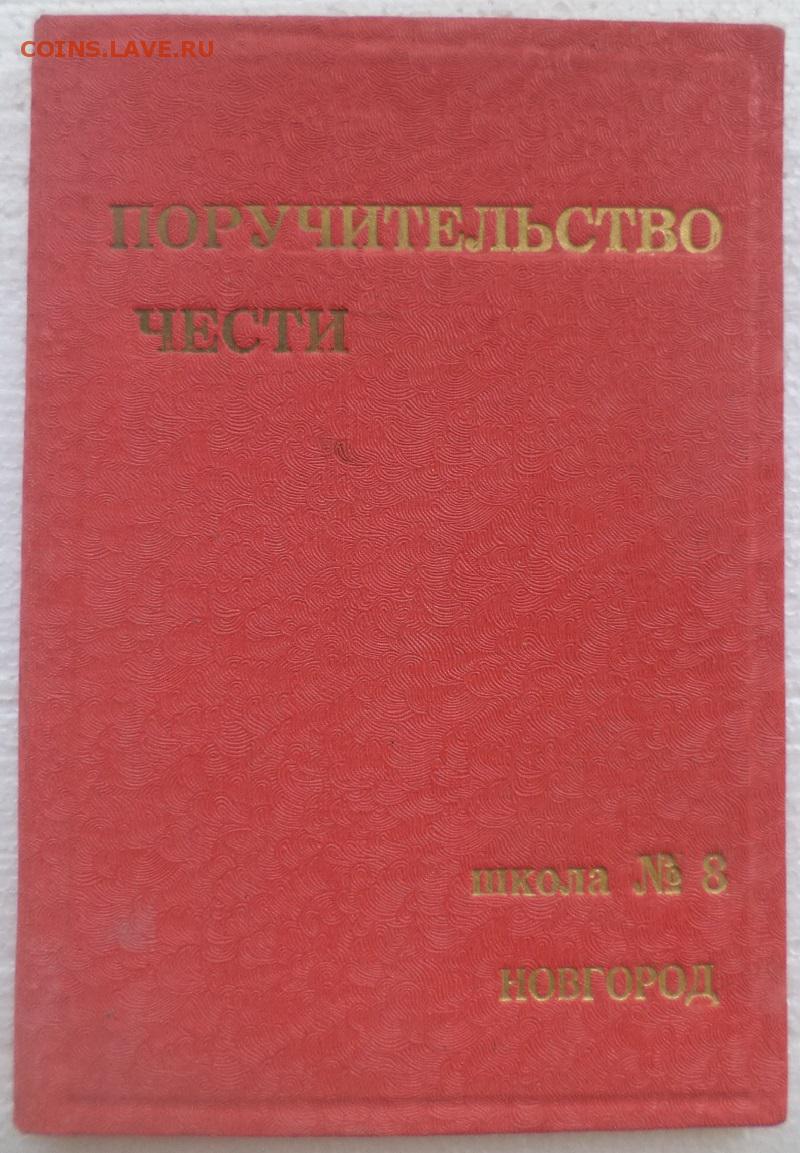 COINS.LAVE.RU
ПОРУЧИТЕЛЬСТВО
ЧЕСТИ
школа № 8
НОВГОРОД